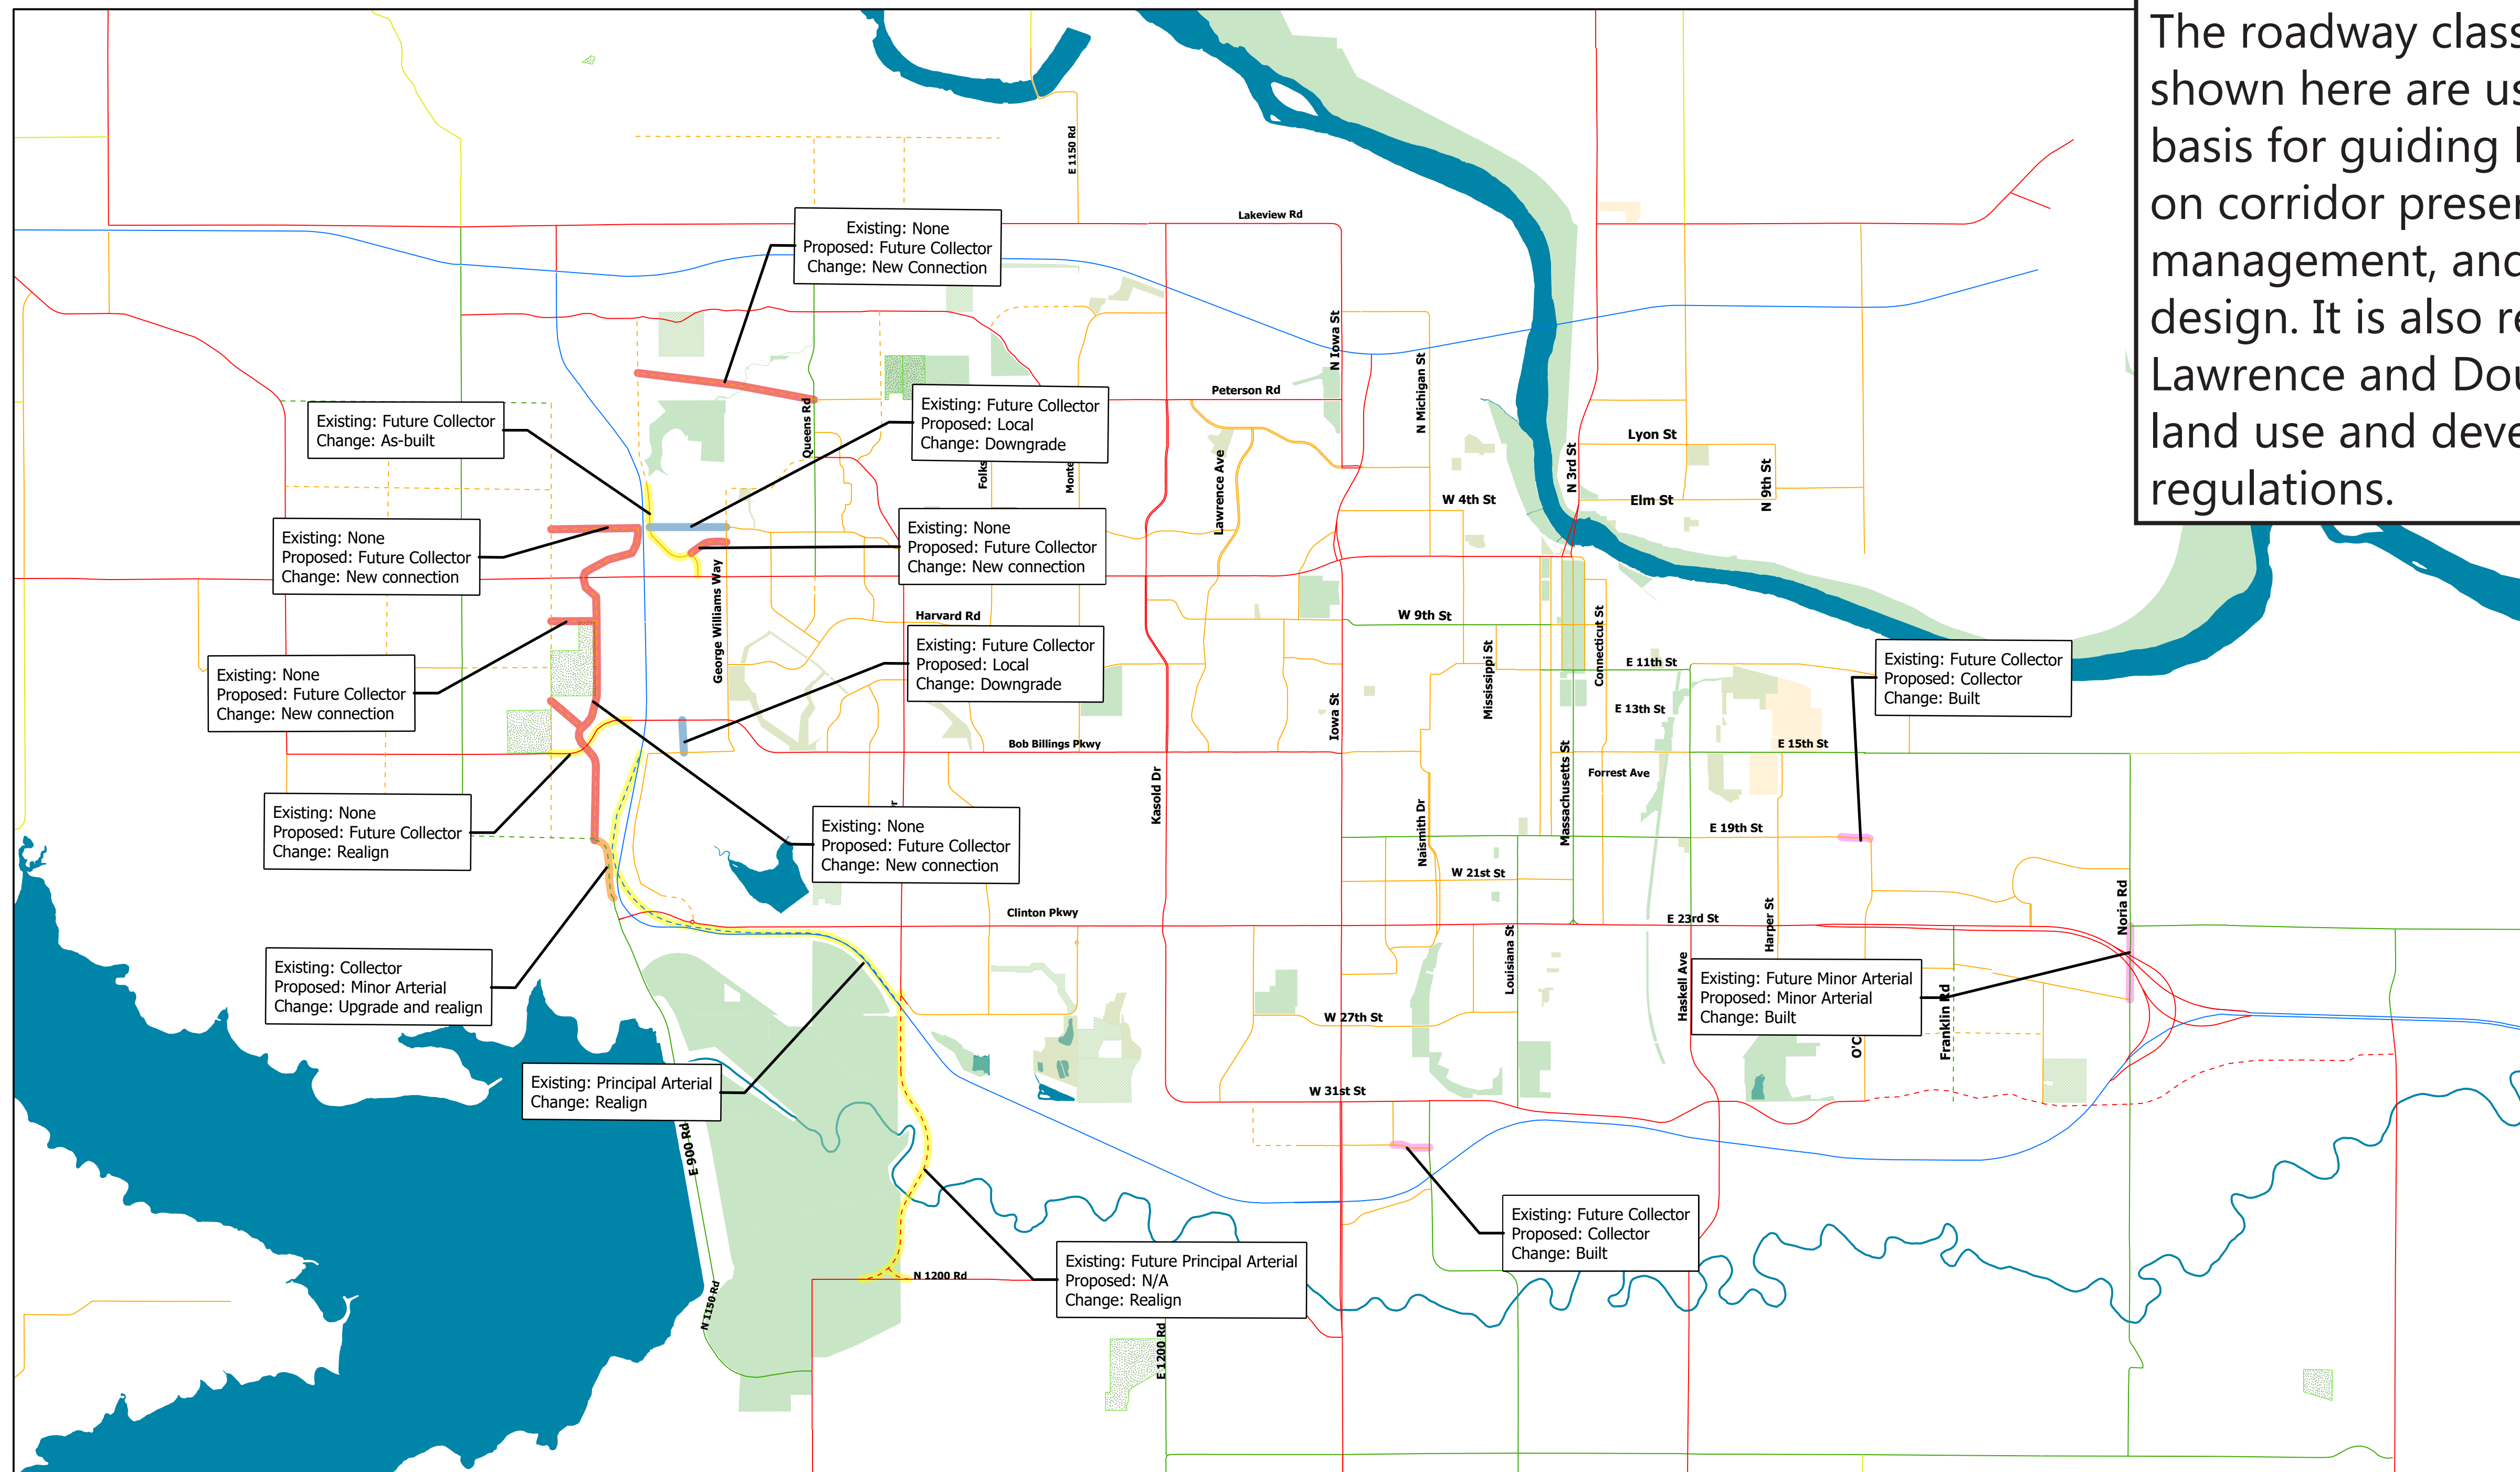 The roadway
shown here are
basis for guiding
on corridor
management,
design. It is also
Lawrence and
land use and
regulations.
E 1150 Rd
Lakeview Rd
Existing: None
Proposed: Future Collector
Change: New Connection
N Iowa St
N Michigan St
Peterson Rd
Queens Rd
Existing: Future Collector
Change: As-built
Existing: Future Collector
Proposed: Local
Change: Downgrade
Lawrence Ave
N 3rd St
Lyon St
N 9th St
W 4th St
Elm St
Existing: None
Proposed: Future Collector
Change: New connection
Existing: None
Proposed: Future Collector
Change: New connection
George Williams Way
Harvard Rd
W 9th St
Connecticut St
Mississippi St
E 11th St
Existing: Future Collector
Proposed: Local
Change: Downgrade
Existing: Future Collector
Proposed: Collector
Change: Built
Existing: None
Proposed: Future Collector
Change: New connection
Iowa St
E 13th St
Bob Billings Pkwy
E 15th St
Kasold Dr
Massachusetts St
Forrest Ave
Naismith Dr
Existing: None
Proposed: Future Collector
Change: Realign
Existing: None
Proposed: Future Collector
Change: New connection
E 19th St
W 21st St
Clinton Pkwy
E 23rd St
Harper St
Noria Rd
Louisiana St
Haskell Ave
Existing: Collector
Proposed: Minor Arterial
Change: Upgrade and realign
Existing: Future Minor Arterial
Proposed: Minor Arterial
Change: Built
Franklin Rd
W 27th St
Existing: Principal Arterial
Change: Realign
W 31st St
E 900 Rd
Existing: Future Collector
Proposed: Collector
Change: Built
Existing: Future Principal Arterial
Proposed: N/A
Change: Realign
N 1200 Rd
N 1150 Rd
E 1200 Rd